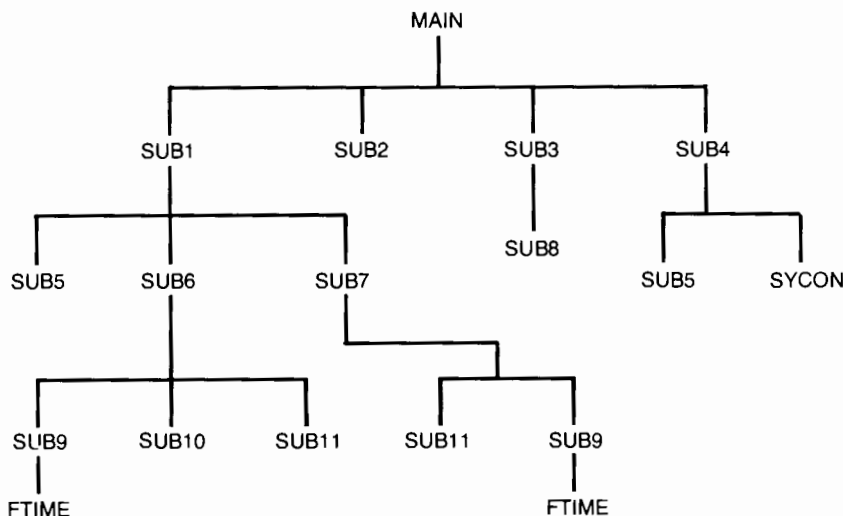 MAIN
SUB1 SUB2 SUB3 SUB4
SUB8
SUB5 SUB6 SUB7 SUB5 SYCON
SUB9 SUB10 SUB11 SUB11 SUB9
FTIME FTIME